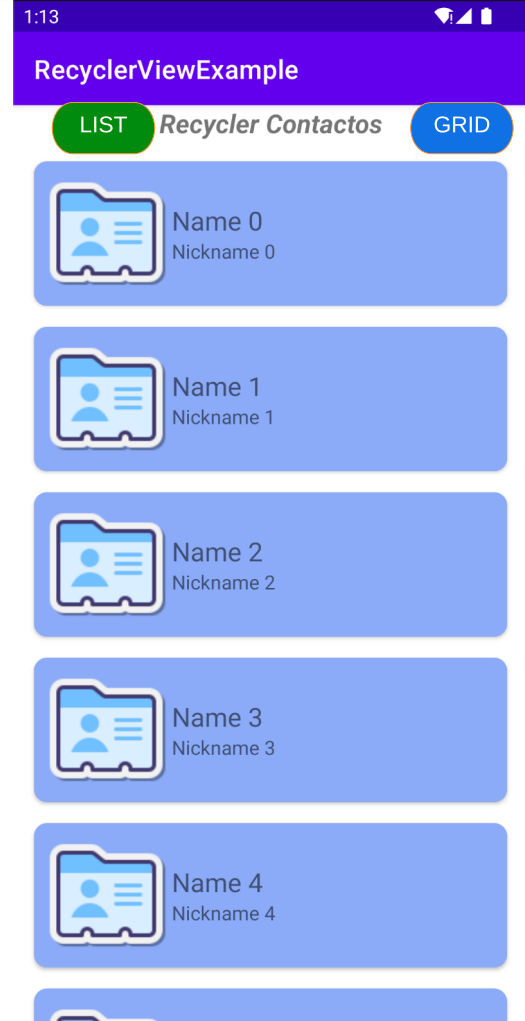 1:13
RecyclerViewExample
LIST Recycler Contactos GRID
Name 0
Nickname 0
Name 1
Nickname 1
Name 2
Nickname 2
Name 3
Nickname 3
Name 4
Nickname 4